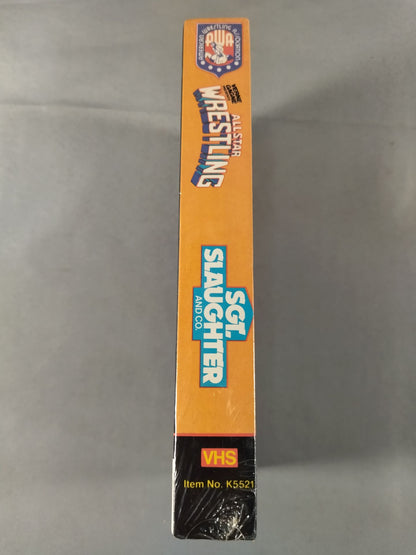 AWA
ALL STAR
WRESTLING
SGT.
SLAUGHTER
AND CO.
VHS
Item No. K5521